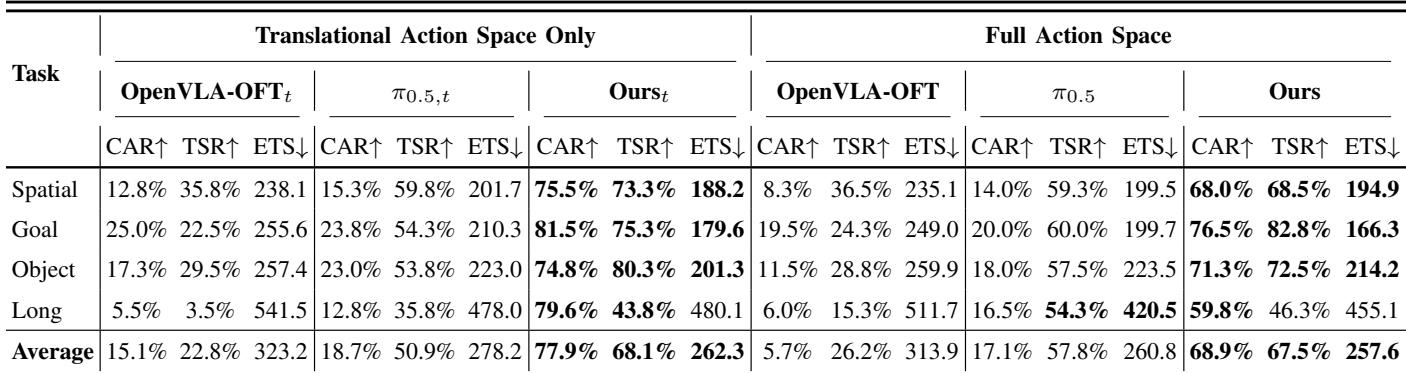 Translational Action Space Only Full Action Space
Task
OpenVLA-OFTt π0.5,t Ourst OpenVLA-OFT π0.5 Ours
CAR↑ TSR↑ ETS↓ CAR↑ TSR↑ ETS↓ CAR↑ TSR↑ ETS↓ CAR↑ TSR↑ ETS↓ CAR↑ TSR↑ ETS↓ CAR↑ TSR↑ ETS↓
Spatial 12.8% 35.8% 238.1 15.3% 59.8% 201.7 75.5% 73.3% 188.2 8.3% 36.5% 235.1 14.0% 59.3% 199.5 68.0% 68.5% 194.9
Goal 25.0% 22.5% 255.6 23.8% 54.3% 210.3 81.5% 75.3% 179.6 19.5% 24.3% 249.0 20.0% 60.0% 199.7 76.5% 82.8% 166.3
Object 17.3% 29.5% 257.4 23.0% 53.8% 223.0 74.8% 80.3% 201.3 11.5% 28.8% 259.9 18.0% 57.5% 223.5 71.3% 72.5% 214.2
Long 5.5% 3.5% 541.5 12.8% 35.8% 478.0 79.6% 43.8% 480.1 6.0% 15.3% 511.7 16.5% 54.3% 420.5 59.8% 46.3% 455.1
Average 15.1% 22.8% 323.2 18.7% 50.9% 278.2 77.9% 68.1% 262.3 5.7% 26.2% 313.9 17.1% 57.8% 260.8 68.9% 67.5% 257.6